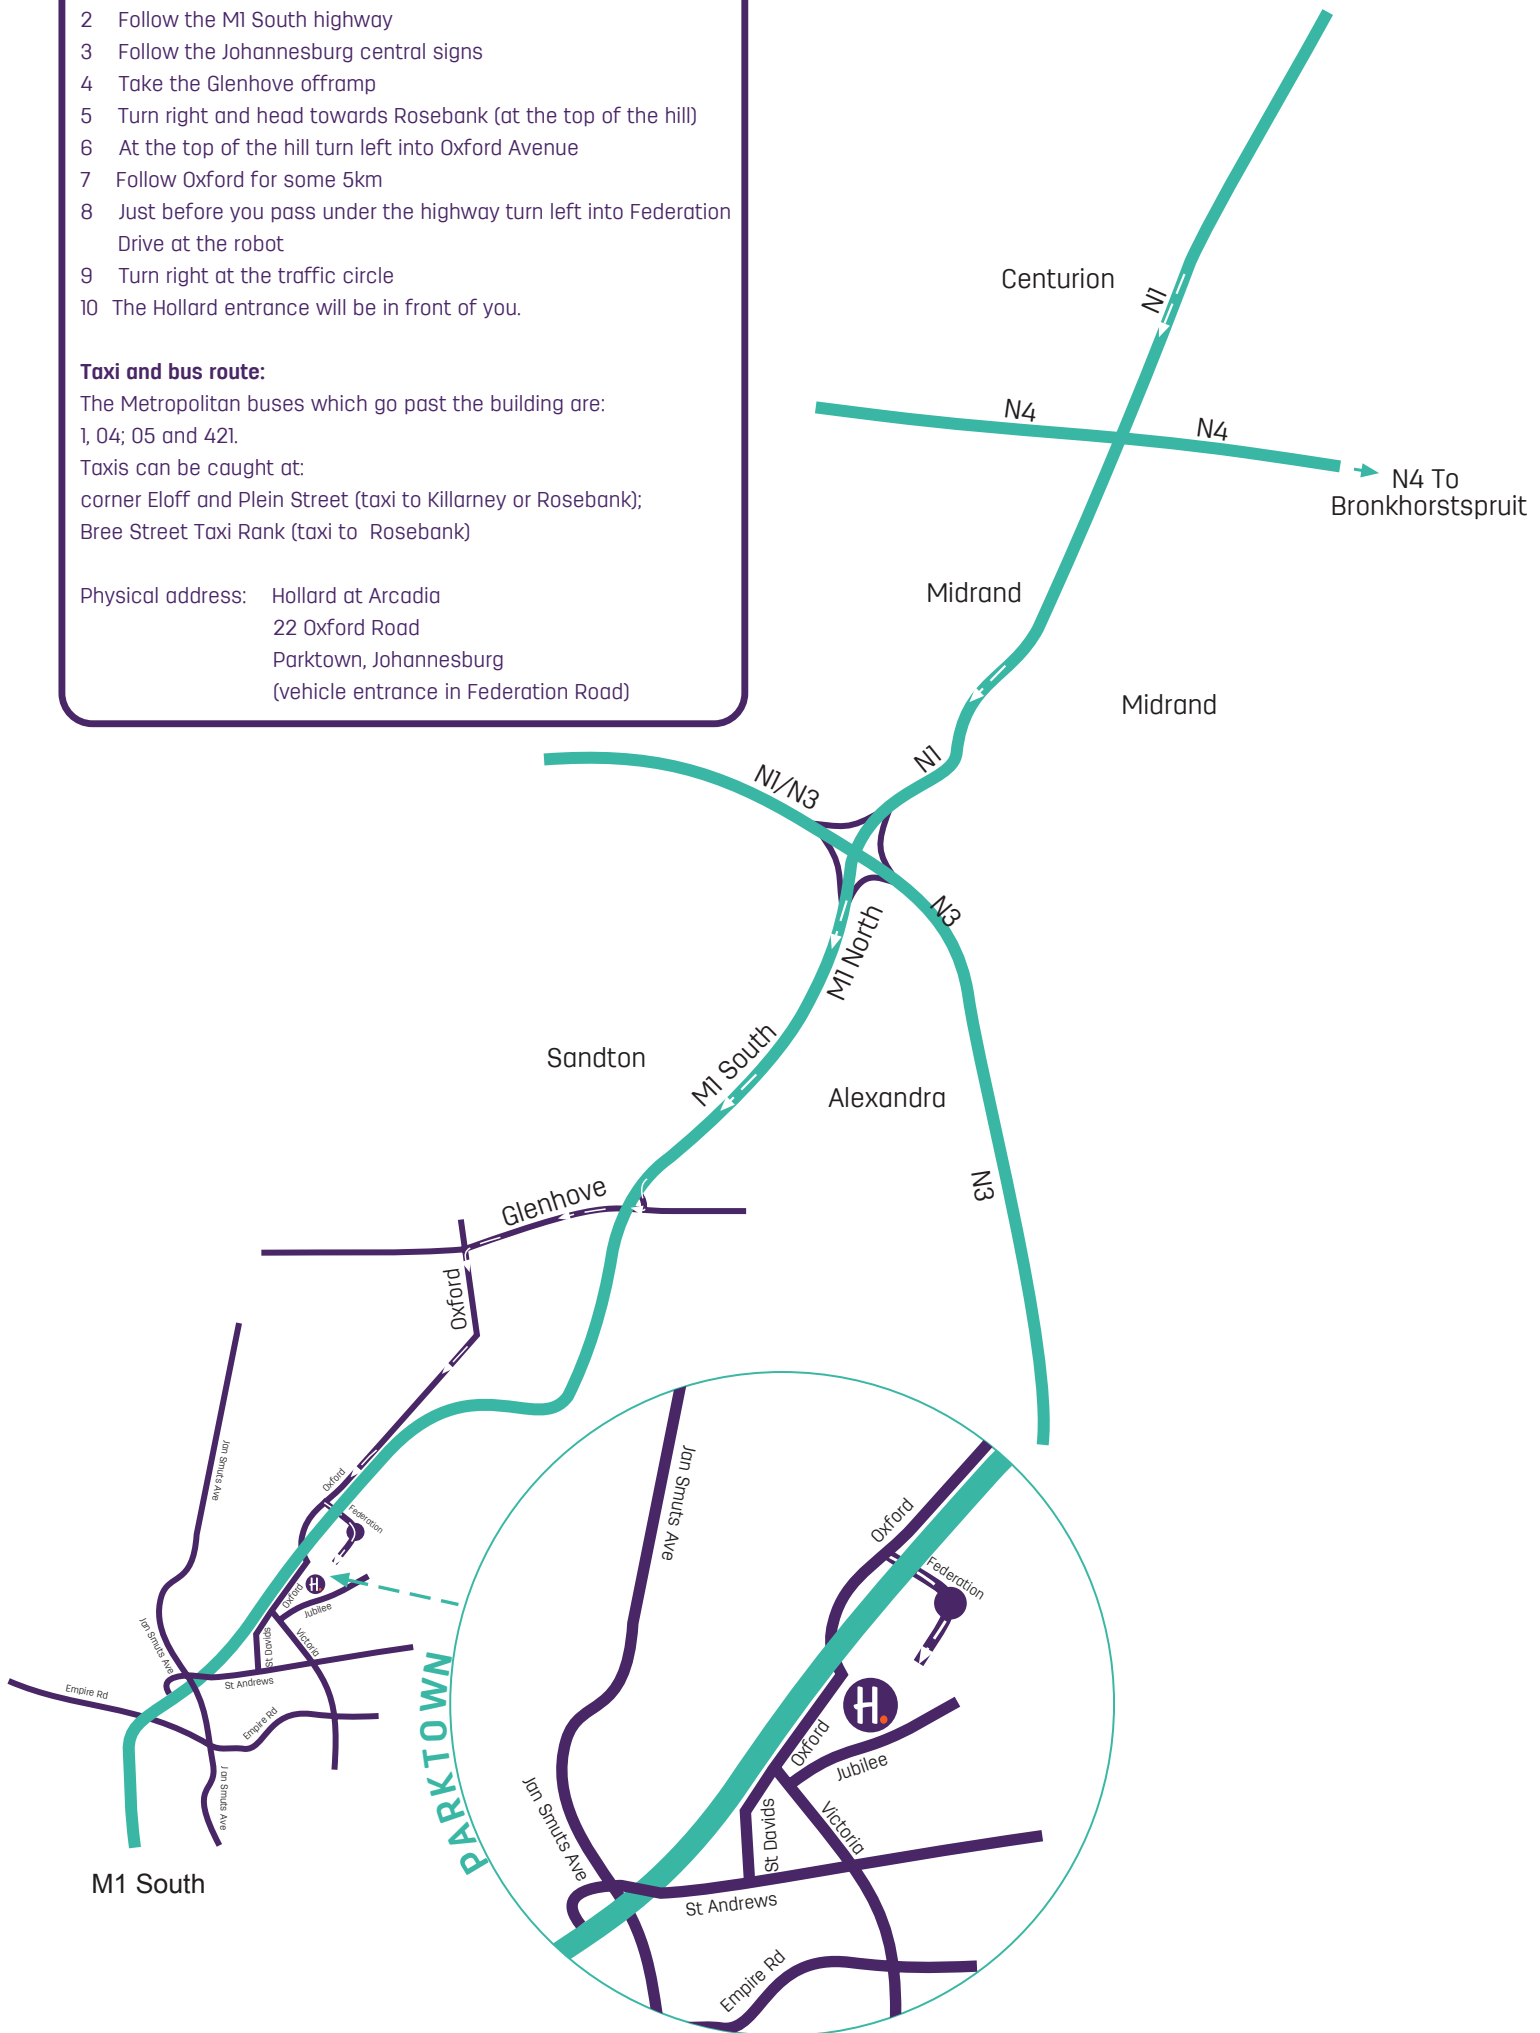 2 Follow the M1 South highway
3 Follow the Johannesburg central signs
4 Take the Glenhove offramp
5 Turn right and head towards Rosebank (at the top of the hill)
6 At the top of the hill turn left into Oxford Avenue
7 Follow Oxford for some 5km
8 Just before you pass under the highway turn left into Federation
Drive at the robot
9 Turn right at the traffic circle
10 The Hollard entrance will be in front of you.
Taxi and bus route:
The Metropolitan buses which go past the building are:
1, 04; 05 and 421.
Taxis can be caught at:
corner Eloff and Plein Street (taxi to Killarney or Rosebank);
Bree Street Taxi Rank (taxi to Rosebank)
Physical address: Hollard at Arcadia
22 Oxford Road
Parktown, Johannesburg
(vehicle entrance in Federation Road)
Centurion
N1
N4
N4
N4 To
Bronkhorstspruit
Midrand
Midrand
N1
N1/N3
N3
M1 North
M1 South
Sandton
Alexandra
N3
Glenhove
Oxford
Jan Smuts Ave
Oxford
Federation
H.
Oxford
Jubilee
Jan Smuts Ave
St Davids
Victoria
St Andrews
Empire Rd
Empire Rd
Jan Smuts Ave
M1 South
PARKTOWN
Jan Smuts Ave
Oxford
Federation
H.
Oxford
Jubilee
Jan Smuts Ave
St Davids
Victoria
St Andrews
Empire Rd